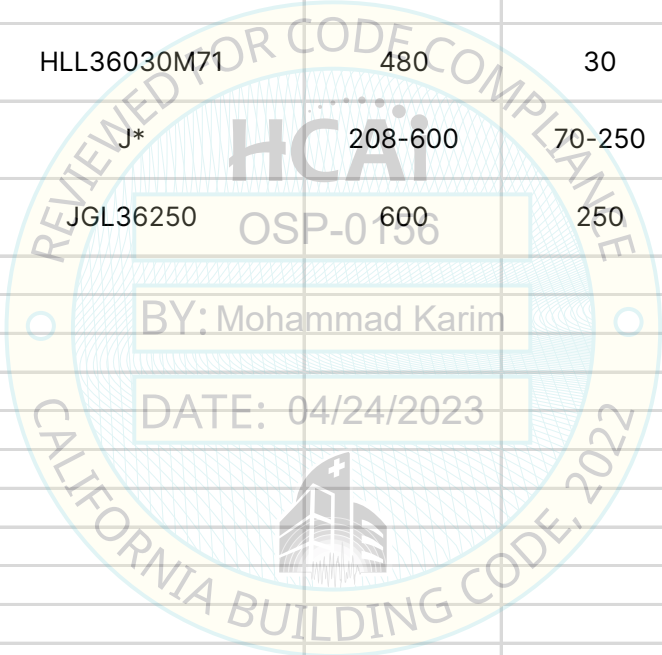 HLL36030M71 480 30
J* 208-600 70-250
JGL36250 600 250
REVIEWED FOR CODE COMPLIANCE
HCAi
OSP-0156
BY: Mohammad Karim
DATE: 04/24/2023
CALIFORNIA BUILDING CODE, 2022